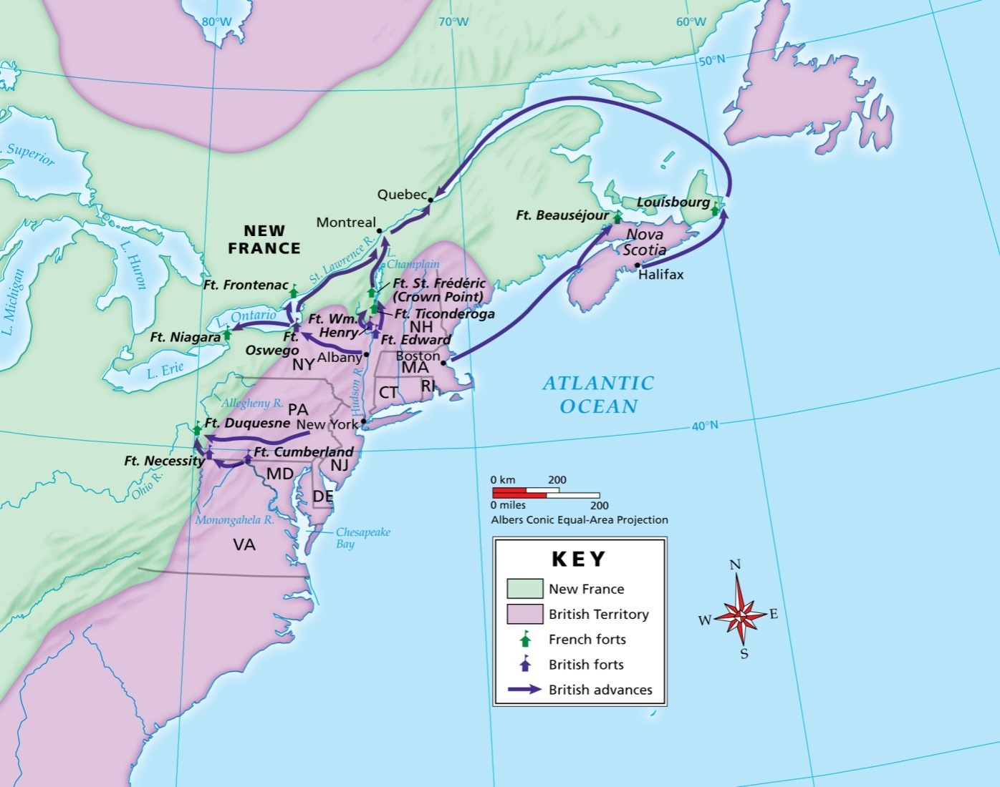 80°W
70°W
60°W
50°N
. Superior
Quebec
Montreal
NEW
FRANCE
L. Huron
L. Michigan
St. Lawrence R.
L.
Champlain
Ft. Beauséjour
Louisbourg
Nova
Scotia
Halifax
Ft. Frontenac
Ft. St. Frédéric
(Crown Point)
L. Ontario
Ft. Wm.
Henry
Ft. Ticonderoga
NH
Ft. Niagara
Ft.
Oswego
Ft. Edward
NY
Albany
Boston
MA
L. Erie
Hudson R.
CT
RI
ATLANTIC
OCEAN
Allegheny R.
PA
Ft. Duquesne
New York
40°N
Ft. Necessity
Ft. Cumberland
NJ
MD
Ohio R.
DE
Monongahela R.
Chesapeake
Bay
VA
0 km 200
0 miles 200
Albers Conic Equal-Area Projection
KEY
New France
British Territory
French forts
British forts
British advances
N
W E
S